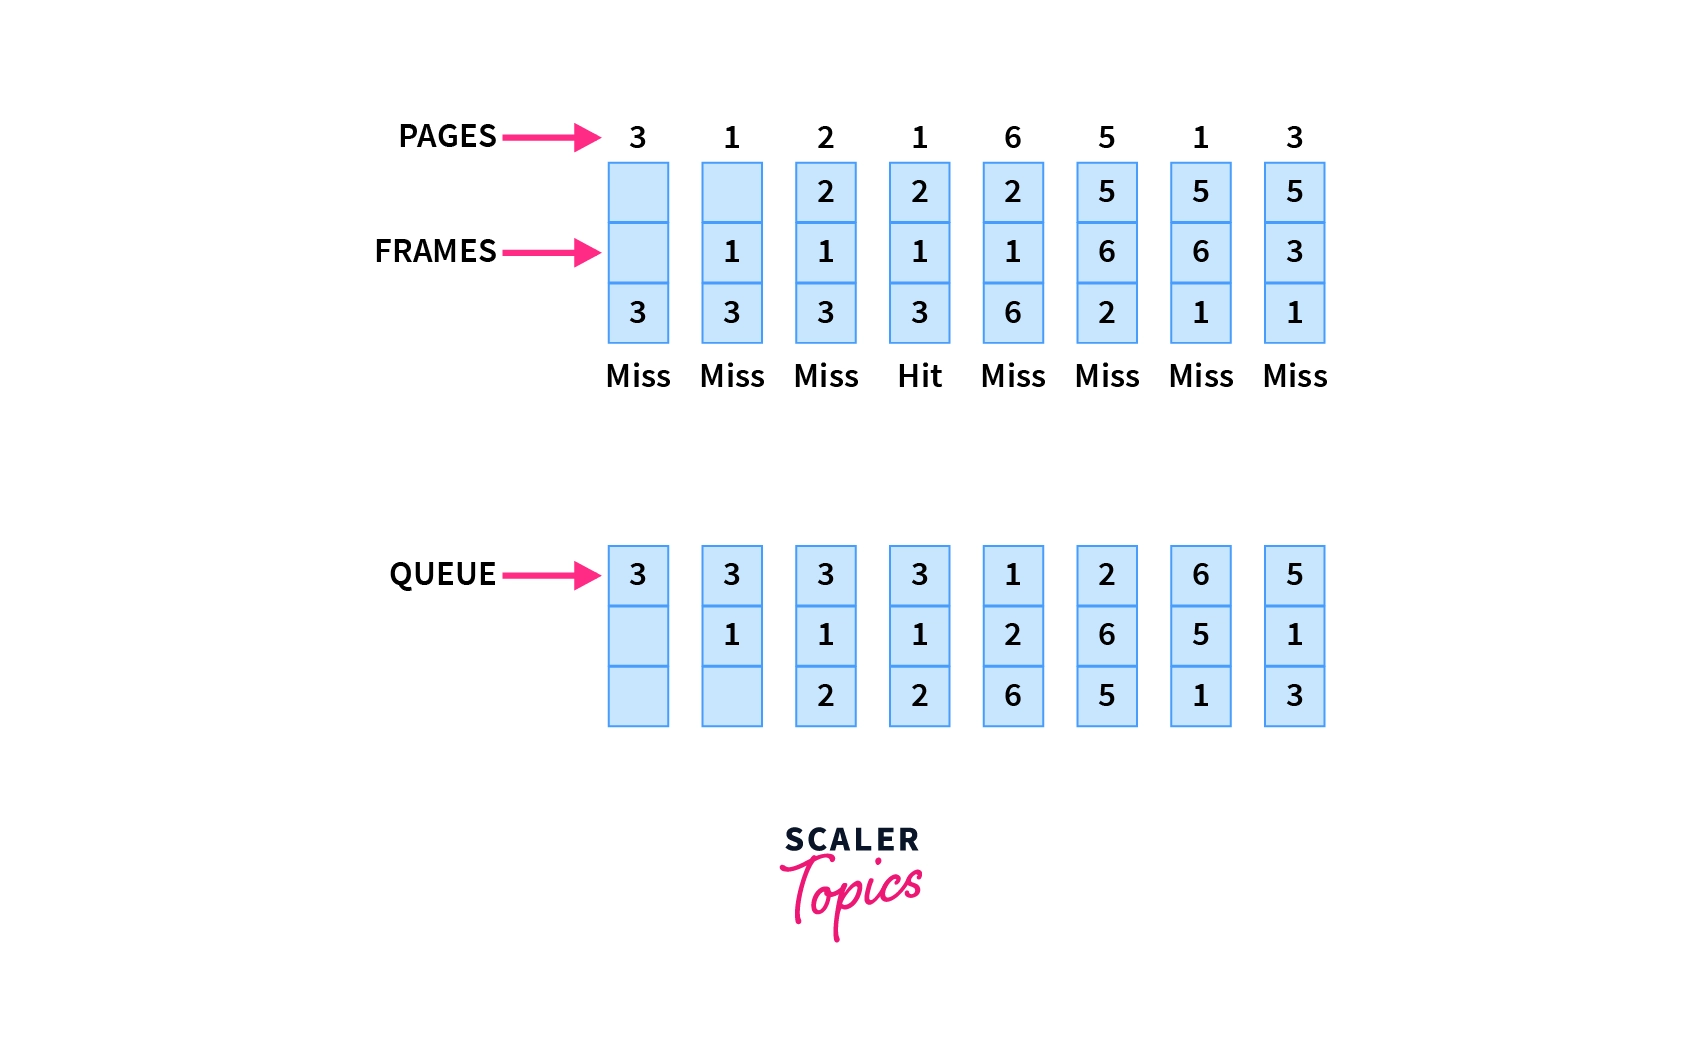 PAGES 3 1 2 1 6 5 1 3
2 2 2 5 5 5
FRAMES 1 1 1 1 6 6 3
3 3 3 3 6 2 1 1
Miss Miss Miss Hit Miss Miss Miss Miss
QUEUE 3 3 3 3 1 2 6 5
1 1 1 2 6 5 1
2 2 6 5 1 3
SCALER
Topics